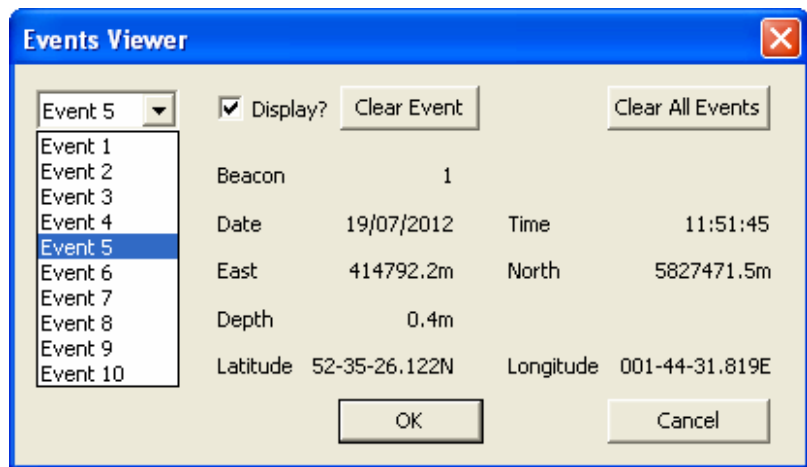 Events Viewer
Event 5 Display? Clear Event Clear All Events
Event 1
Event 2
Event 3
Event 4
Event 5
Event 6
Event 7
Event 8
Event 9
Event 10
Beacon 1
Date 19/07/2012 Time 11:51:45
East 414792.2m North 5827471.5m
Depth 0.4m
Latitude 52-35-26.122N Longitude 001-44-31.819E
OK Cancel